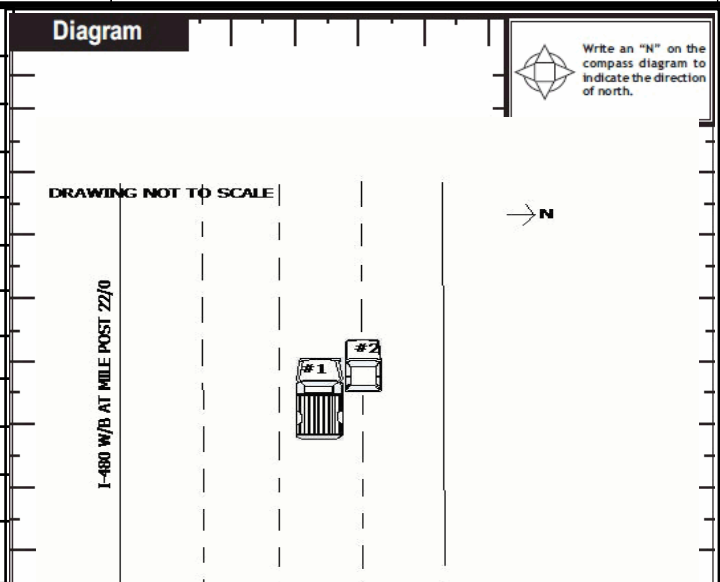 Diagram
Write an “N” on the
compass diagram to
indicate the direction
of north.
DRAWING NOT TO SCALE
N
I-480 W/B AT MILE POST 22/0
#2
#1